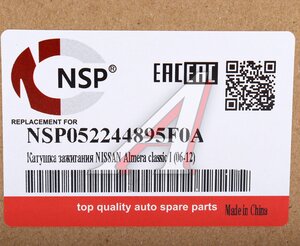 NSP®
EAC EAC
REPLACEMENT FOR
NSP052244895F0A
Катушка зажигания NISSAN Almera classic I (06-12)
top quality auto spare parts
Made in China